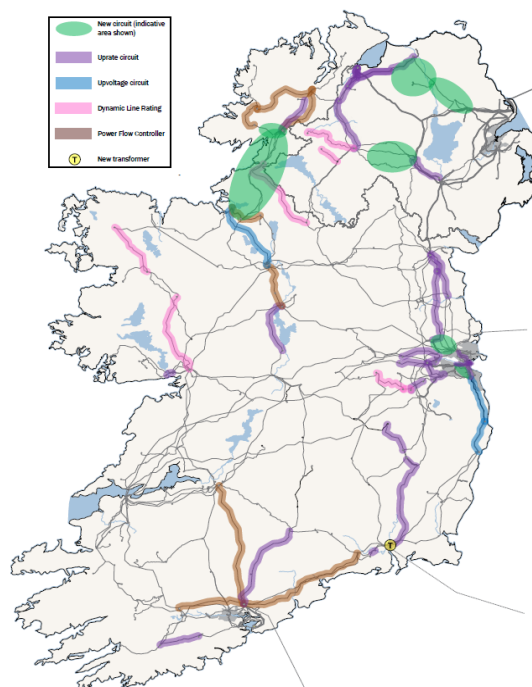 New circuit (indicative
area shown)
Uprate circuit
Upvoltage circuit
Dynamic Line Rating
Power Flow Controller
T New transformer
T